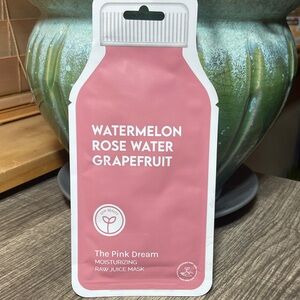 WATERMELON
ROSE WATER
GRAPEFRUIT
The Pink Dream
MOISTURIZING
RAW JUICE MASK